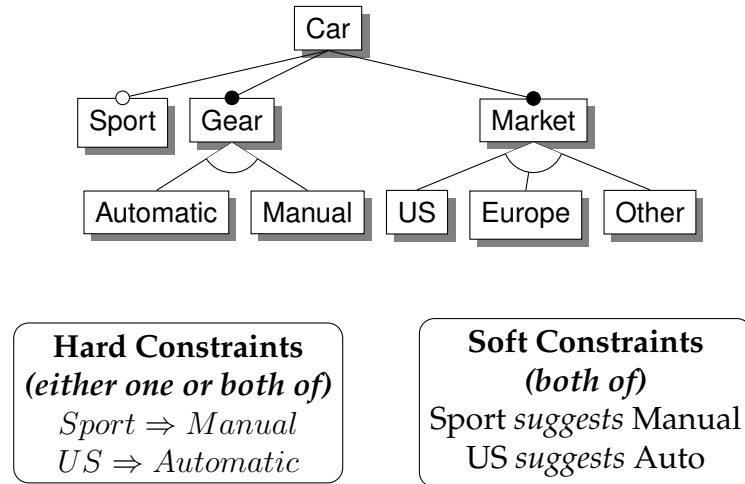 Car
Sport Gear Market
Automatic Manual US Europe Other
Hard Constraints
(either one or both of)
Sport ⇒ Manual
US ⇒ Automatic
Soft Constraints
(both of)
Sport suggests Manual
US suggests Auto